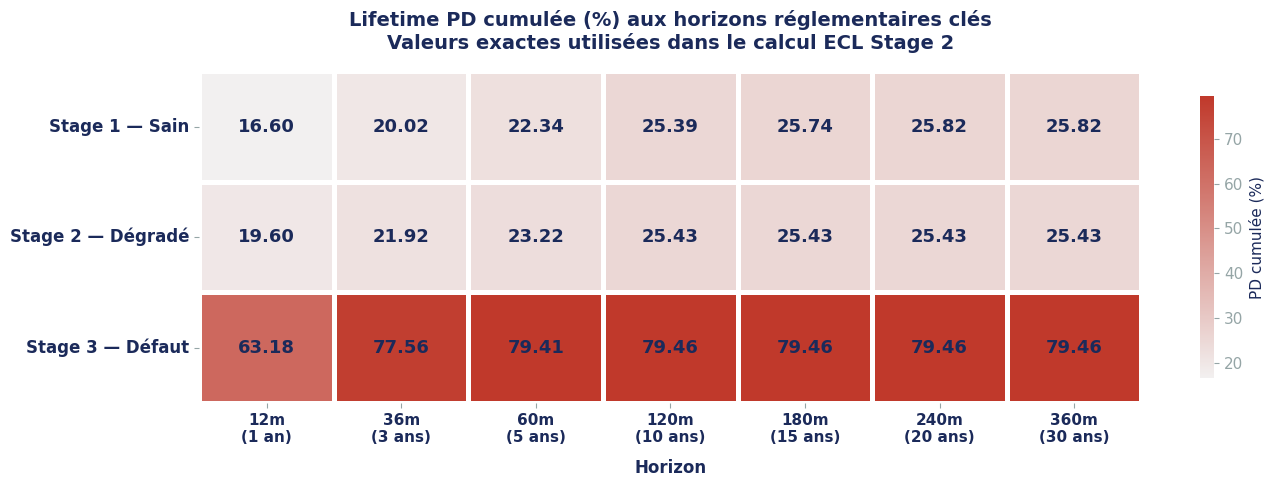 Lifetime PD cumulée (%) aux horizons réglementaires clés
Valeurs exactes utilisées dans le calcul ECL Stage 2
Stage 1 — Sain 16.60 20.02 22.34 25.39 25.74 25.82 25.82
Stage 2 — Dégradé 19.60 21.92 23.22 25.43 25.43 25.43 25.43
Stage 3 — Défaut 63.18 77.56 79.41 79.46 79.46 79.46 79.46
12m 36m 60m 120m 180m 240m 360m
(1 an) (3 ans) (5 ans) (10 ans) (15 ans) (20 ans) (30 ans)
Horizon
70
60
50
40
30
20
PD cumulée (%)